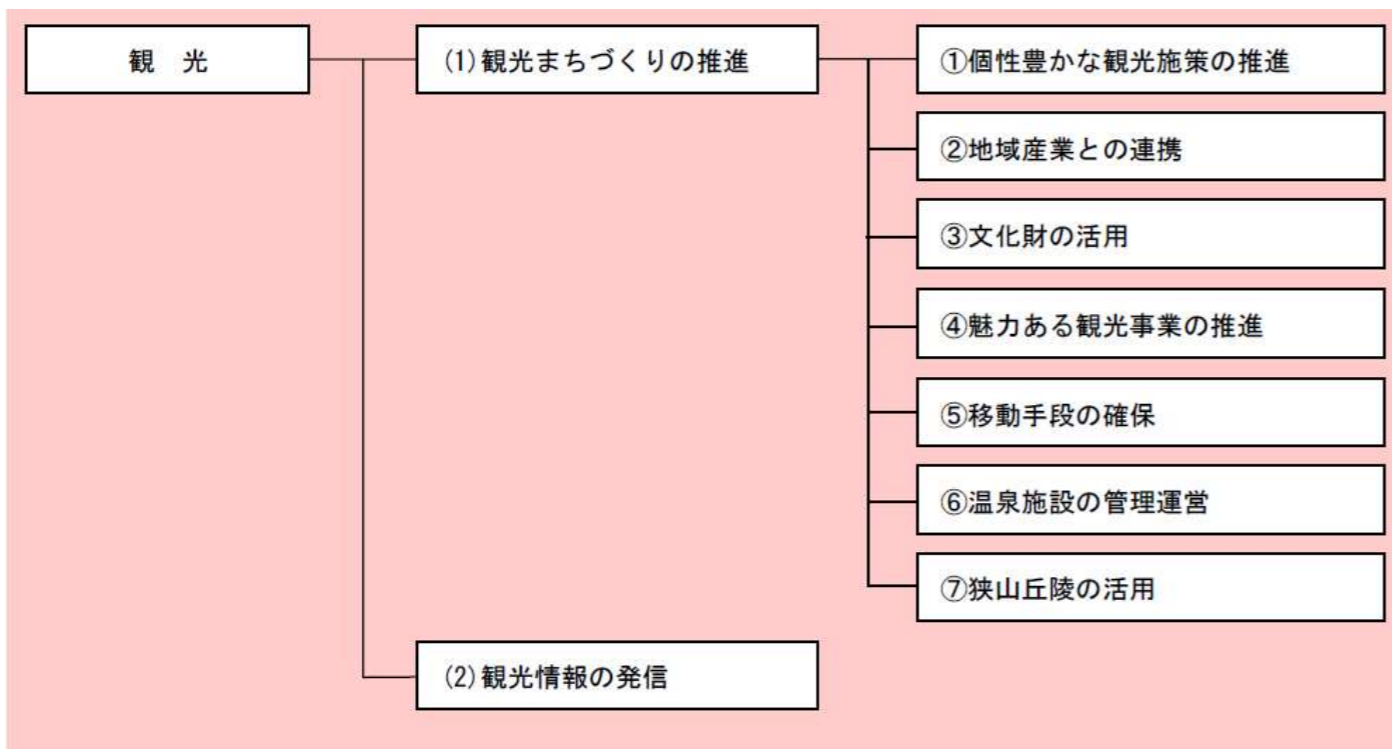 観　光
(1)観光まちづくりの推進
①個性豊かな観光施策の推進
②地域産業との連携
③文化財の活用
④魅力ある観光事業の推進
⑤移動手段の確保
⑥温泉施設の管理運営
⑦狭山丘陵の活用
(2)観光情報の発信